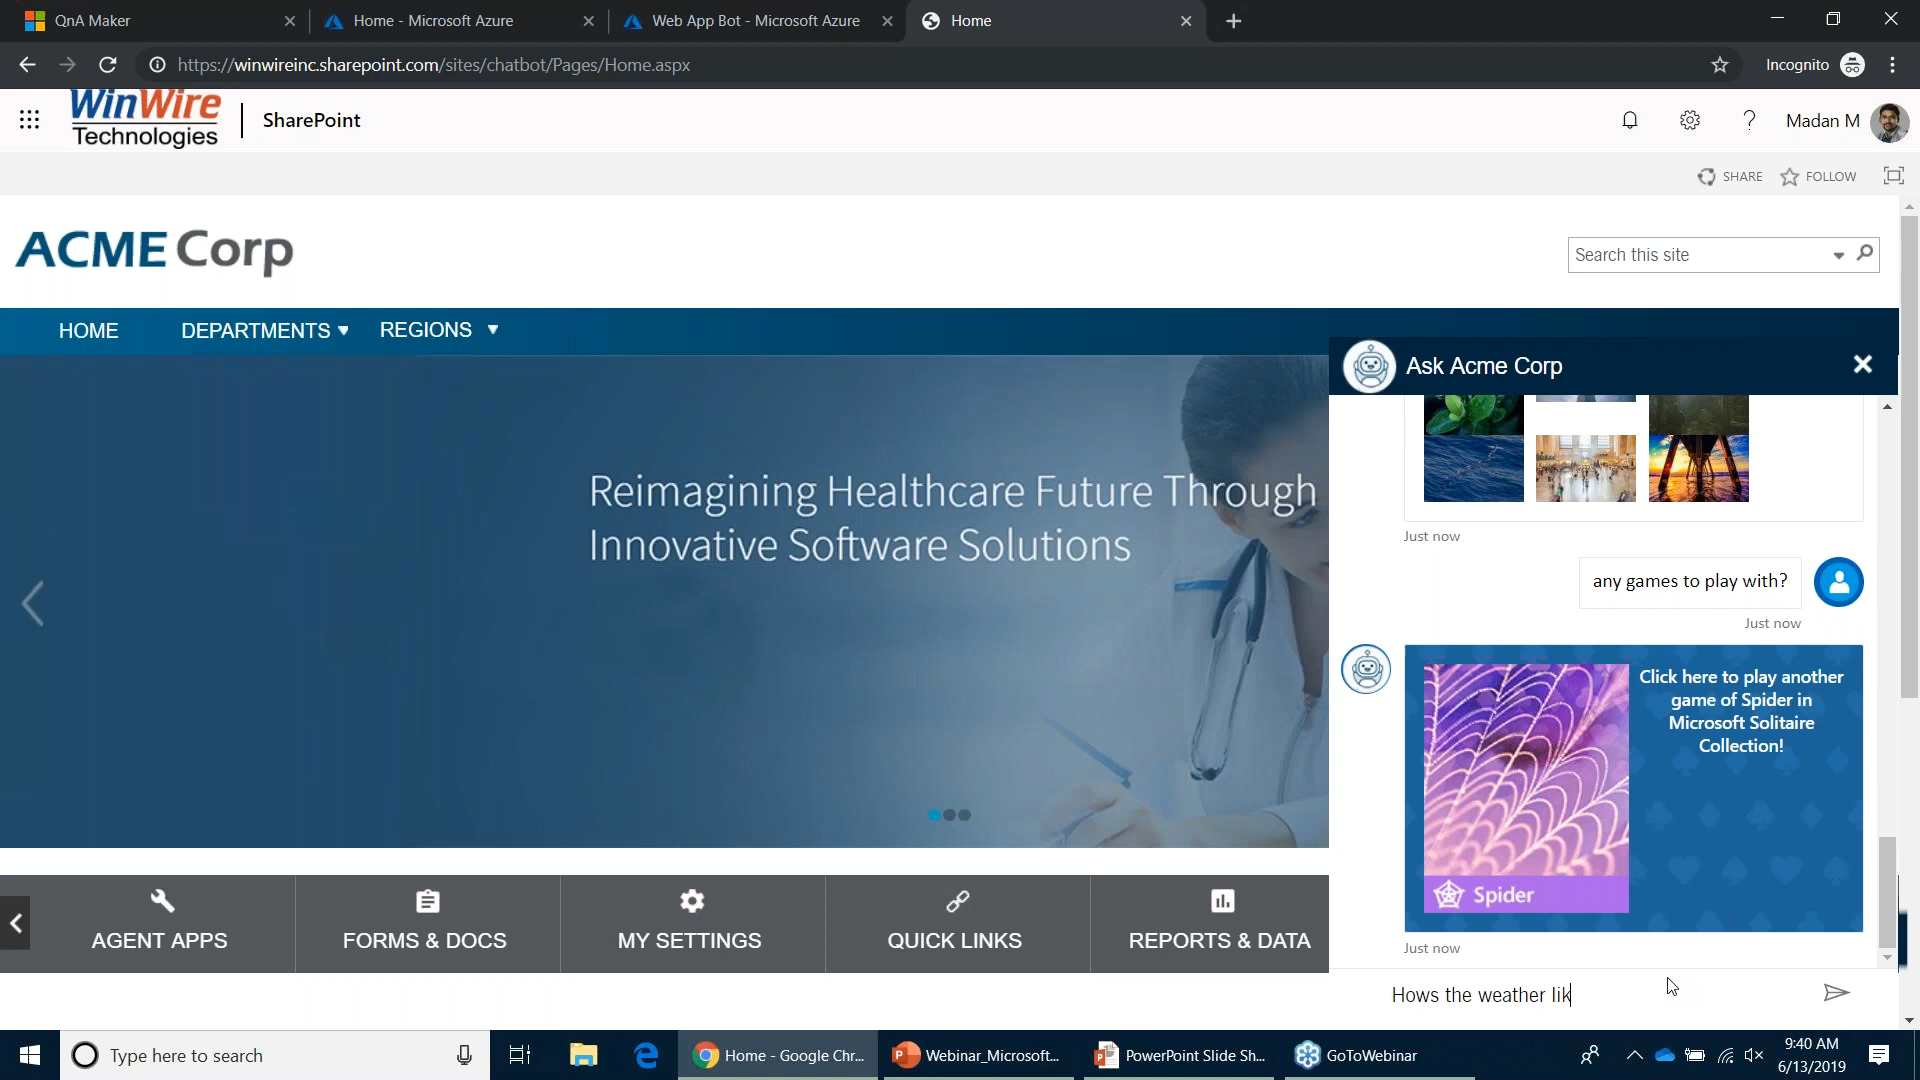 QnA Maker
Home - Microsoft Azure
Web App Bot - Microsoft Azure
Home
https://winwireinc.sharepoint.com/sites/chatbot/Pages/Home.aspx
Incognito
WinWire
Technologies
SharePoint
Madan M
SHARE
FOLLOW
ACME Corp
Search this site
HOME
DEPARTMENTS
REGIONS
Reimagining Healthcare Future Through
Innovative Software Solutions
AGENT APPS
FORMS & DOCS
MY SETTINGS
QUICK LINKS
REPORTS & DATA
Ask Acme Corp
Just now
any games to play with?
Just now
Click here to play another
game of Spider in
Microsoft Solitaire
Collection!
Spider
Just now
Hows the weather lik
Type here to search
Home - Google Chr...
Webinar_Microsoft...
PowerPoint Slide Sh...
GoToWebinar
9:40 AM
6/13/2019